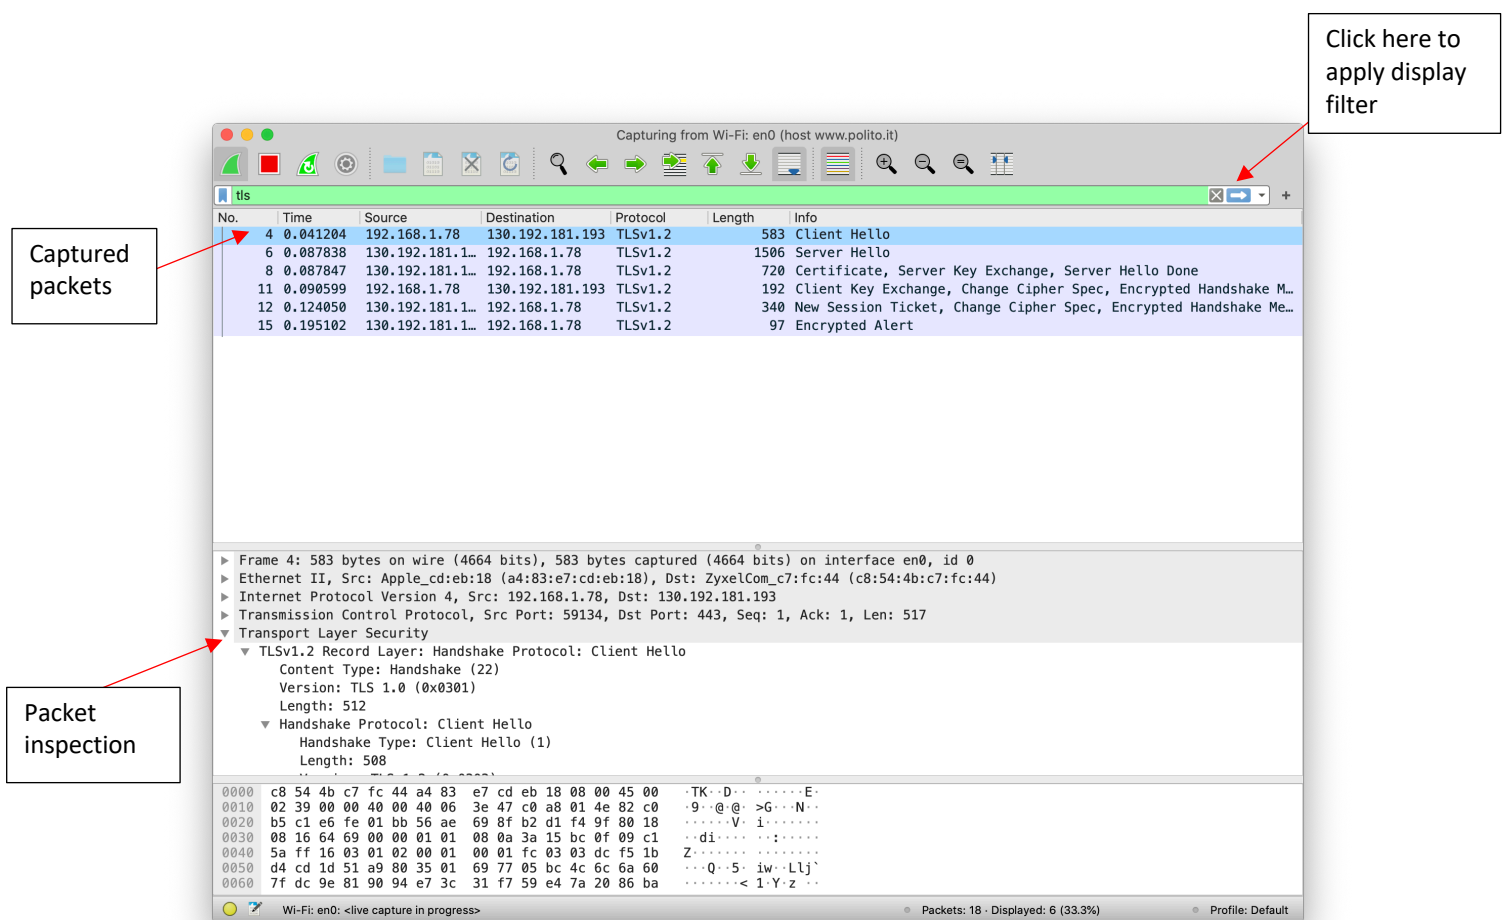 Click here to
apply display
filter
Capturing from Wi-Fi: en0 (host www.polito.it)
tls
+
No. Time Source Destination Protocol Length Info
4 0.041204 192.168.1.78 130.192.181.193 TLSv1.2 583 Client Hello
6 0.087838 130.192.181.1… 192.168.1.78 TLSv1.2 1506 Server Hello
8 0.087847 130.192.181.1… 192.168.1.78 TLSv1.2 720 Certificate, Server Key Exchange, Server Hello Done
11 0.090599 192.168.1.78 130.192.181.193 TLSv1.2 192 Client Key Exchange, Change Cipher Spec, Encrypted Handshake M…
12 0.124050 130.192.181.1… 192.168.1.78 TLSv1.2 340 New Session Ticket, Change Cipher Spec, Encrypted Handshake Me…
15 0.195102 130.192.181.1… 192.168.1.78 TLSv1.2 97 Encrypted Alert
Captured
packets
Frame 4: 583 bytes on wire (4664 bits), 583 bytes captured (4664 bits) on interface en0, id 0
Ethernet II, Src: Apple_cd:eb:18 (a4:83:e7:cd:eb:18), Dst: ZyxelCom_c7:fc:44 (c8:54:4b:c7:fc:44)
Internet Protocol Version 4, Src: 192.168.1.78, Dst: 130.192.181.193
Transmission Control Protocol, Src Port: 59134, Dst Port: 443, Seq: 1, Ack: 1, Len: 517
Transport Layer Security
TLSv1.2 Record Layer: Handshake Protocol: Client Hello
Content Type: Handshake (22)
Version: TLS 1.0 (0x0301)
Length: 512
Handshake Protocol: Client Hello
Handshake Type: Client Hello (1)
Length: 508
Packet
inspection
0000 c8 54 4b c7 fc 44 a4 83 e7 cd eb 18 08 00 45 00 ·TK··D·· ······E·
0010 02 39 00 00 40 00 40 06 3e 47 c0 a8 01 4e 82 c0 ·9··@·@· >G···N··
0020 b5 c1 e6 fe 01 bb 56 ae 69 8f b2 d1 f4 9f 80 18 ······V· i·······
0030 08 16 64 69 00 00 01 01 08 0a 3a 15 bc 0f 09 c1 ··di···· ··:·····
0040 5a ff 16 03 01 02 00 01 00 01 fc 03 03 dc f5 1b Z······· ········
0050 d4 cd 1d 51 a9 80 35 01 69 77 05 bc 4c 6c 6a 60 ···Q··5· iw··Llj`
0060 7f dc 9e 81 90 94 e7 3c 31 f7 59 e4 7a 20 86 ba ·······< 1·Y·z ··
Wi-Fi: en0: <live capture in progress> Packets: 18 · Displayed: 6 (33.3%) Profile: Default